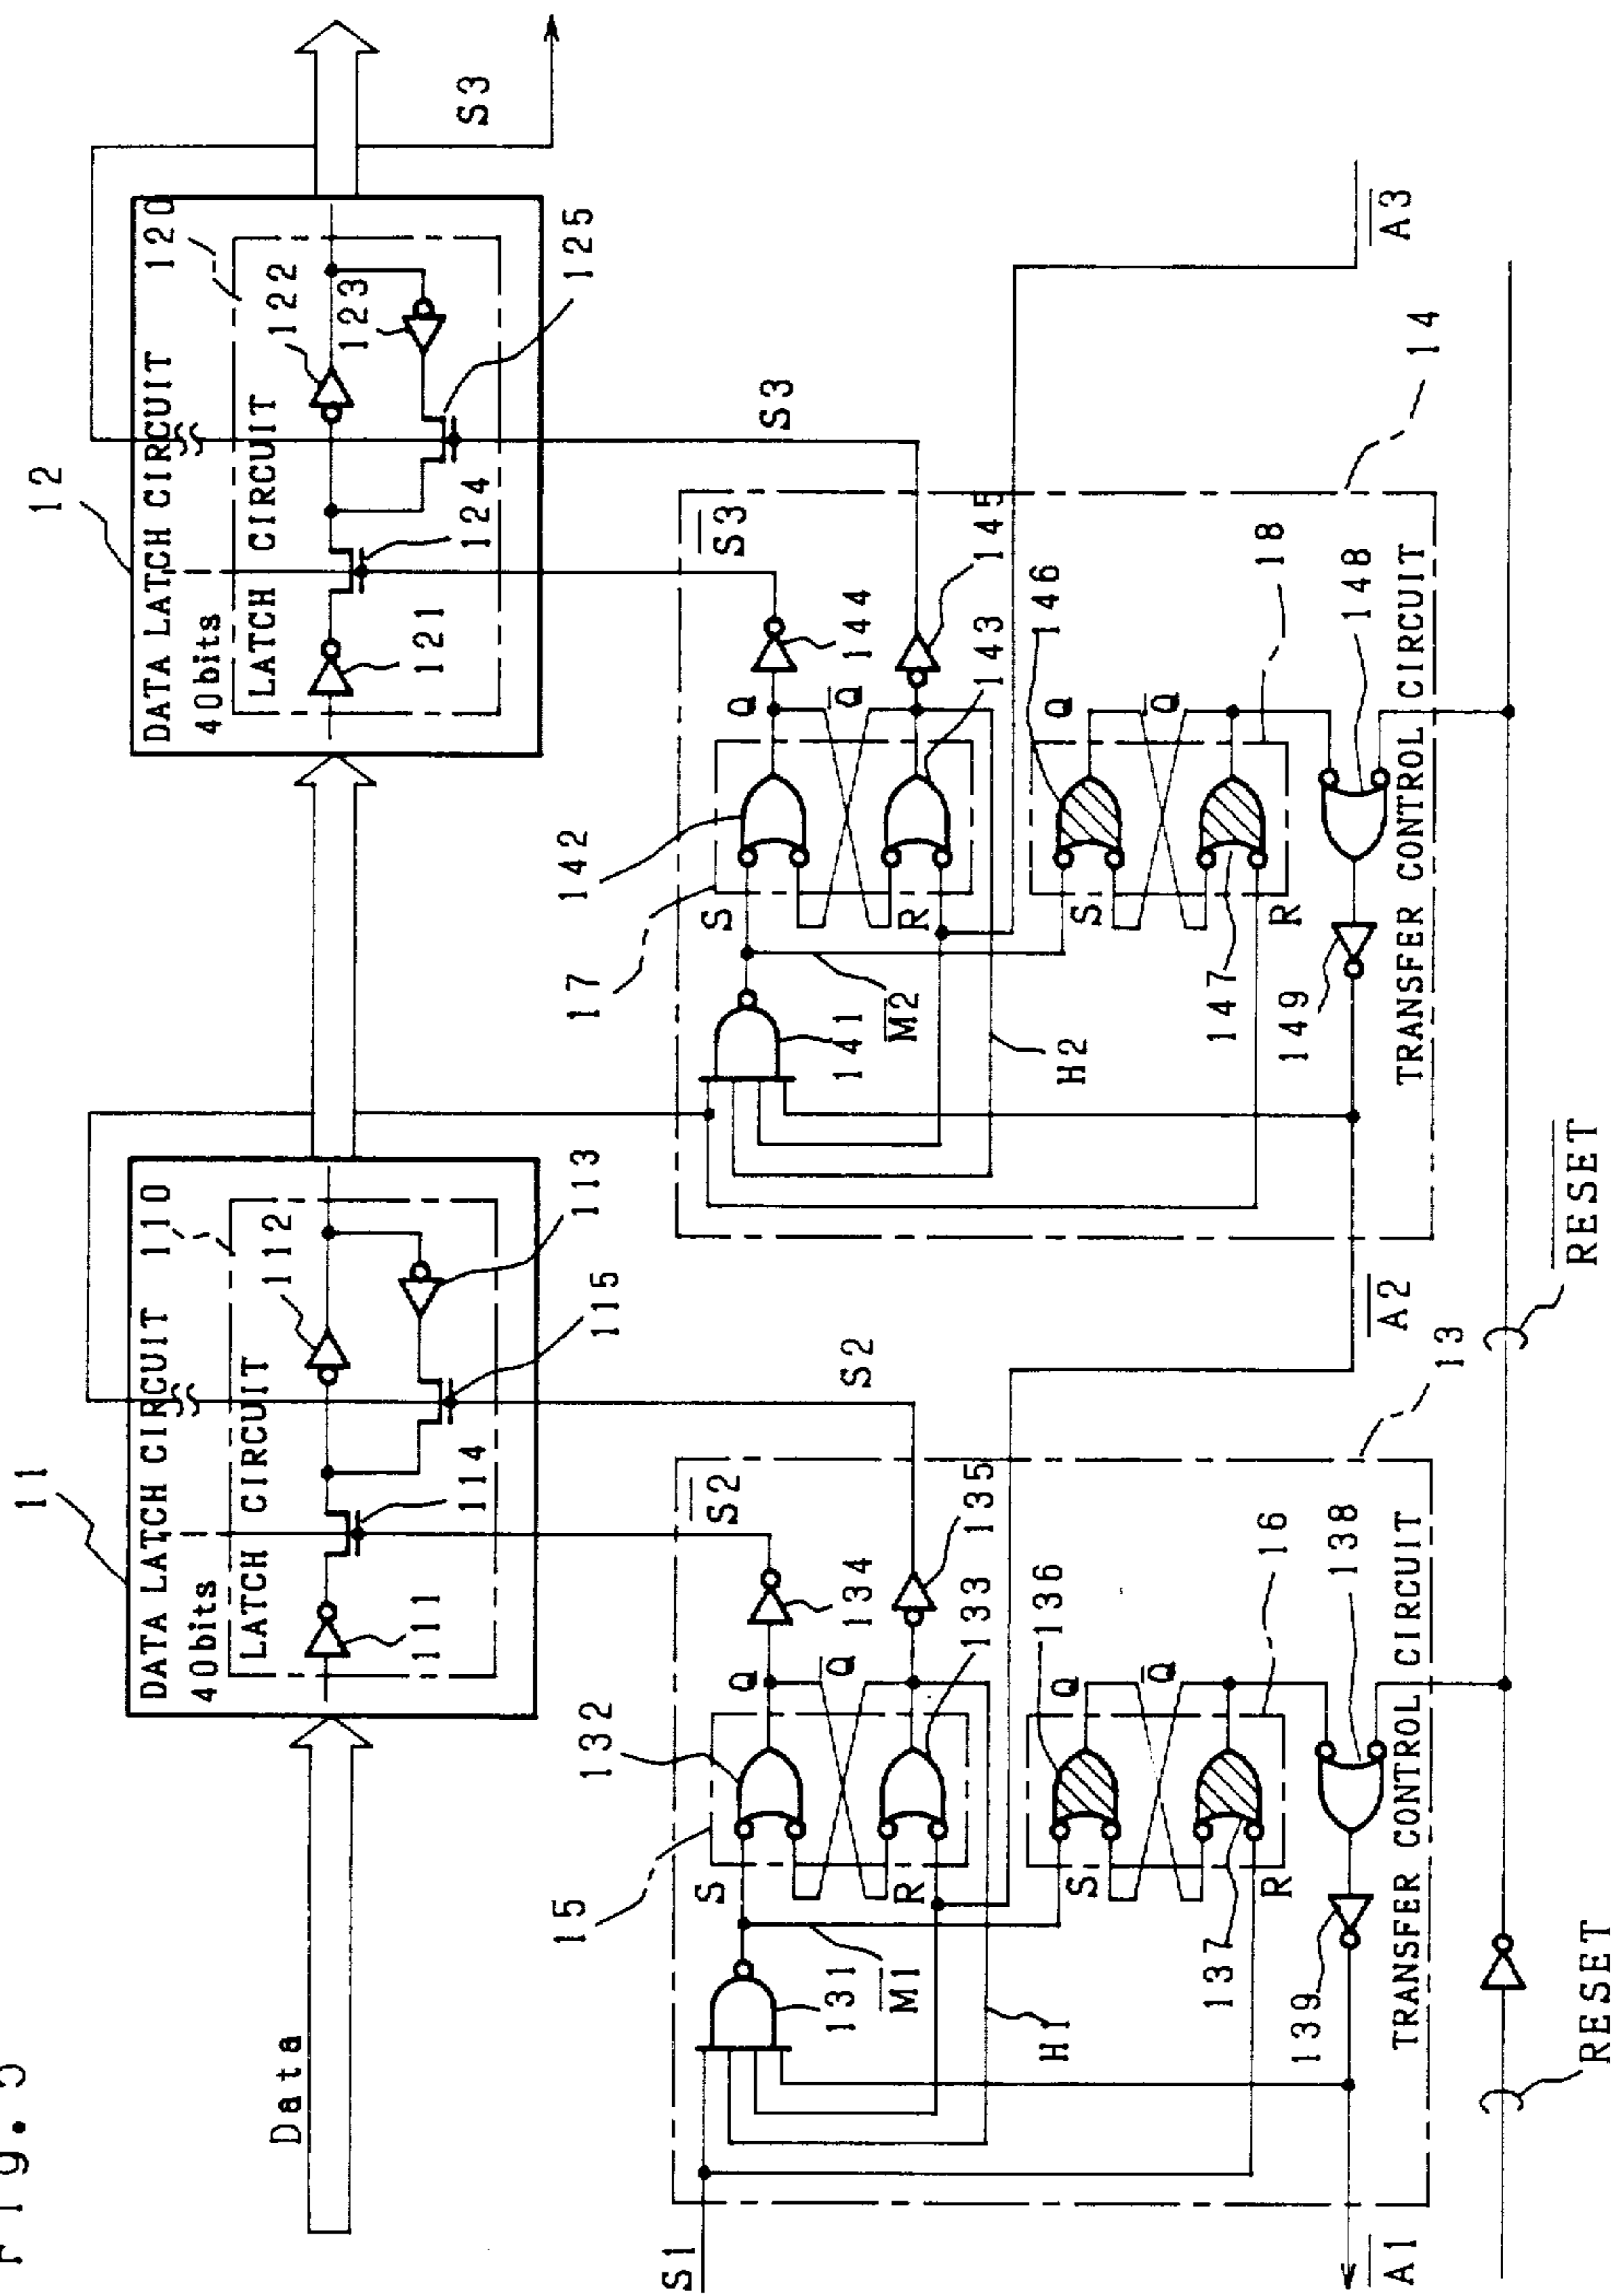 Fig. 5
Data
11
DATA LATCH CIRCUIT
40bits
110
LATCH CIRCUIT
111
112
113
114
115
12
DATA LATCH CIRCUIT
40bits
120
LATCH CIRCUIT
121
122
123
124
125
S3
S2
S3
S2
S3
15
132
S
Q
134
R
Q
135
133
131
M1
H1
136
16
S
Q
R
Q
137
138
139
TRANSFER CONTROL CIRCUIT
13
17
142
S
Q
144
R
Q
145
143
141
M2
H2
146
18
S
Q
R
Q
147
148
149
TRANSFER CONTROL CIRCUIT
14
S1
A1
A2
A3
RESET
RESET